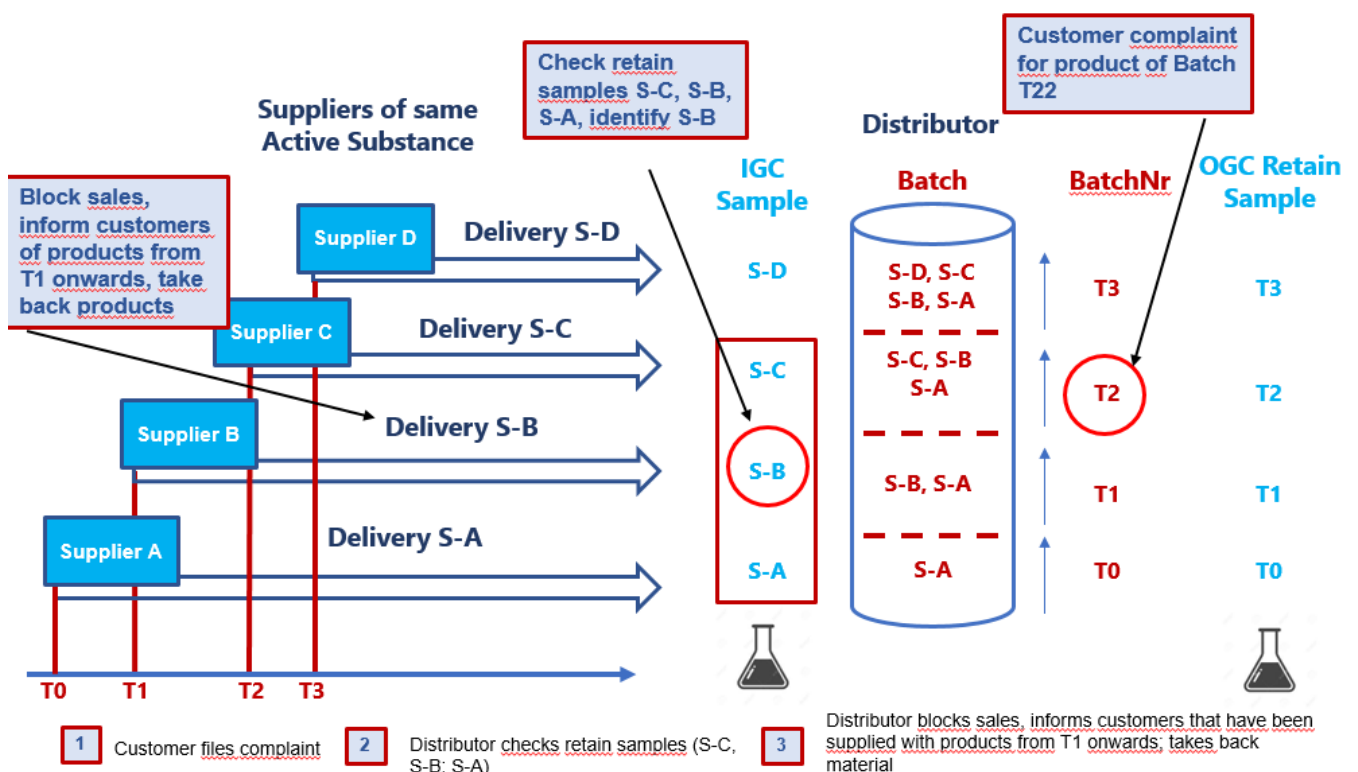 Check retain
samples S-C, S-B,
S-A, identify S-B
Customer complaint
for product of Batch
T22
Suppliers of same
Active Substance
Distributor
IGC
Sample
Batch
BatchNr
OGC Retain
Sample
Block sales,
inform customers
of products from
T1 onwards, take
back products
Supplier D
Delivery S-D
S-D
S-D, S-C
S-B, S-A
T3
T3
Supplier C
Delivery S-C
S-C
S-C, S-B
S-A
T2
T2
Supplier B
Delivery S-B
S-B
S-B, S-A
T1
T1
Supplier A
Delivery S-A
S-A
S-A
T0
T0
T0
T1
T2
T3
1
Customer files complaint
2
Distributor checks retain samples (S-C,
S-B; S-A)
3
Distributor blocks sales, informs customers that have been
supplied with products from T1 onwards; takes back
material